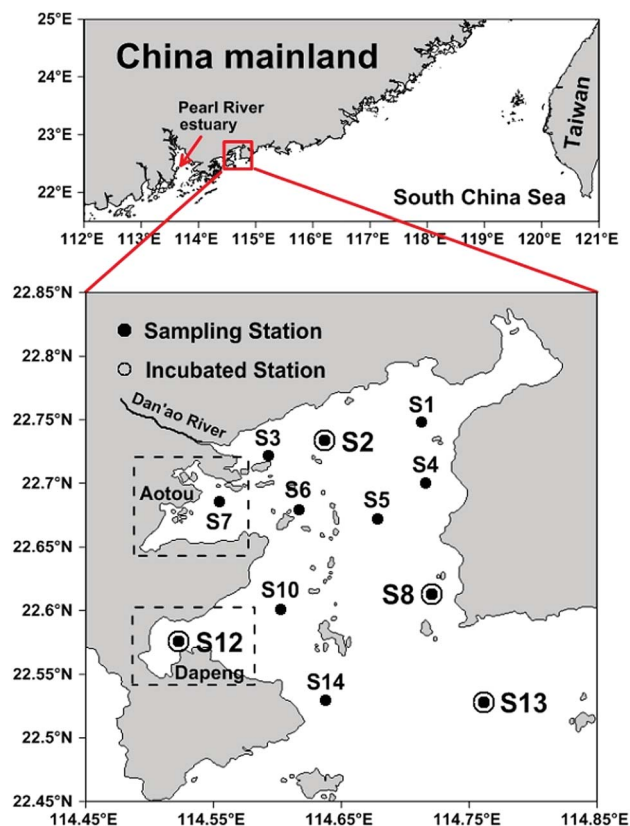 25°E
24°E
23°E
22°E
China mainland
Pearl River
estuary
Taiwan
South China Sea
112°E 113°E 114°E 115°E 116°E 117°E 118°E 119°E 120°E 121°E
22.85°N
22.8°N
22.75°N
22.7°N
22.65°N
22.6°N
22.55°N
22.5°N
22.45°N
Sampling Station
Incubated Station
Dan'ao River
S1
S3
S2
S4
Aotou
S6
S5
S7
S8
S10
S12
Dapeng
S14
S13
114.45°E 114.55°E 114.65°E 114.75°E 114.85°E